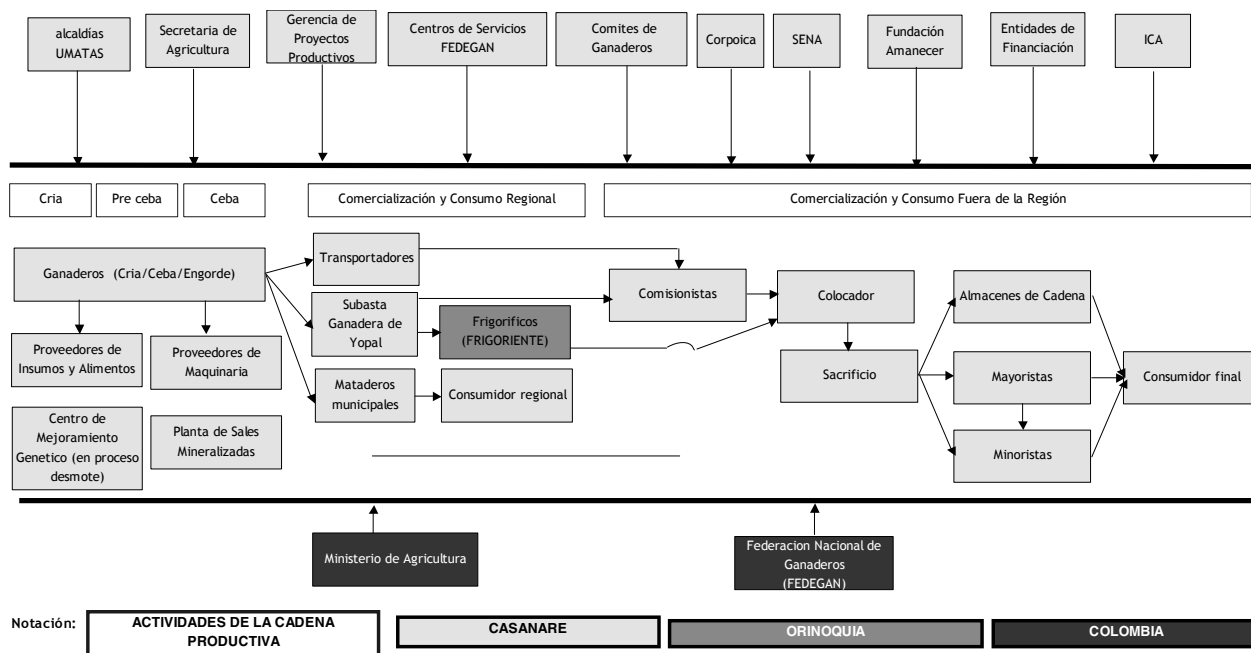 alcaldías
UMATAS
Secretaria de
Agricultura
Gerencia de
Proyectos
Productivos
Centros de Servicios
FEDEGAN
Comites de
Ganaderos
Corpoica
SENA
Fundación
Amanecer
Entidades de
Financiación
ICA
Cria
Pre ceba
Ceba
Comercialización y Consumo Regional
Comercialización y Consumo Fuera de la Región
Ganaderos (Cria/Ceba/Engorde)
Transportadores
Subasta
Ganadera de
Yopal
Frigorificos
(FRIGORIENTE)
Comisionistas
Colocador
Almacenes de Cadena
Proveedores de
Insumos y Alimentos
Proveedores de
Maquinaria
Mataderos
municipales
Consumidor regional
Sacrificio
Mayoristas
Consumidor final
Centro de
Mejoramiento
Genetico (en proceso
desmote)
Planta de Sales
Mineralizadas
Minoristas
Ministerio de Agricultura
Federacion Nacional de
Ganaderos
(FEDEGAN)
Notación:
ACTIVIDADES DE LA CADENA
PRODUCTIVA
CASANARE
ORINOQUIA
COLOMBIA